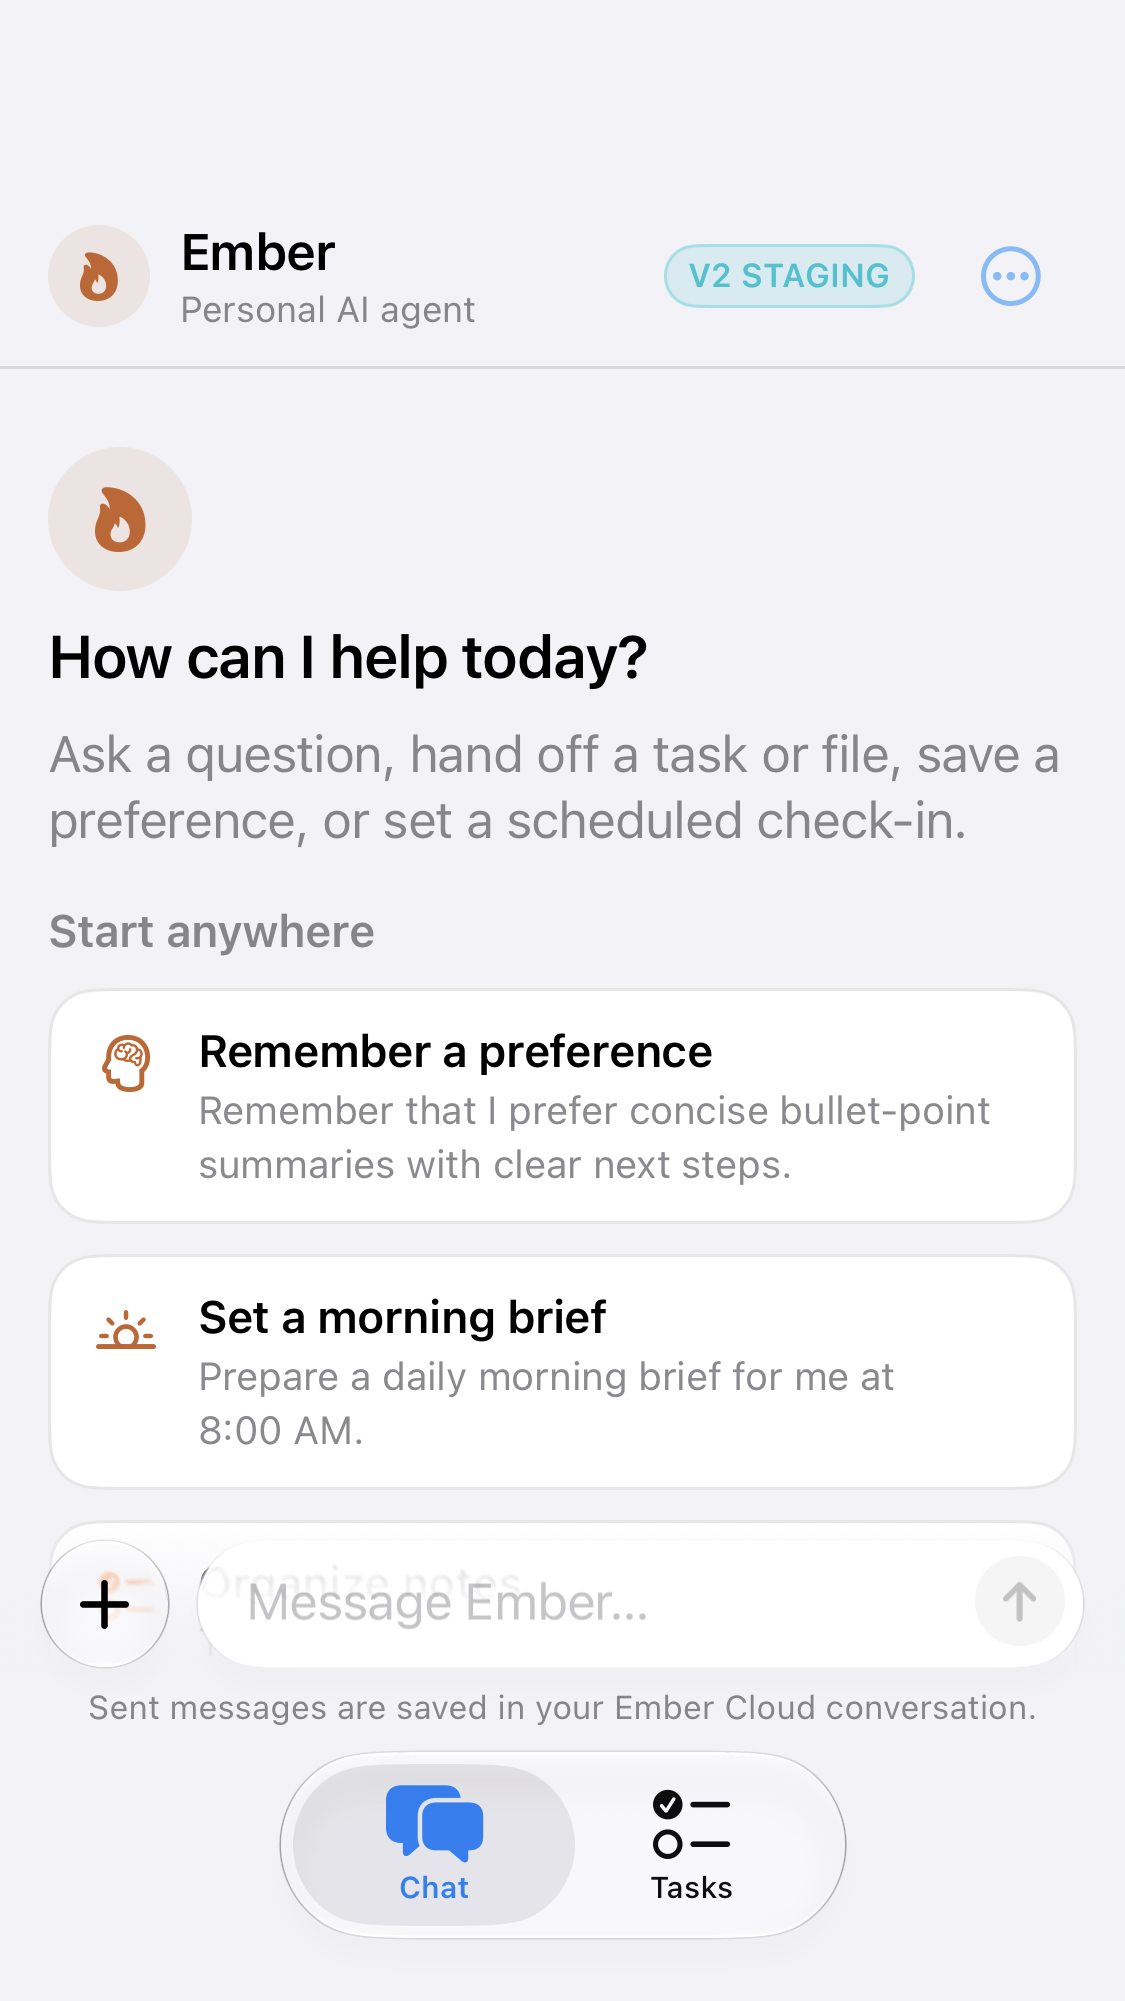 Ember
Personal AI agent
V2 STAGING
How can I help today?
Ask a question, hand off a task or file, save a
preference, or set a scheduled check-in.
Start anywhere
Remember a preference
Remember that I prefer concise bullet-point
summaries with clear next steps.
Set a morning brief
Prepare a daily morning brief for me at
8:00 AM.
Organize notes
Message Ember...
Sent messages are saved in your Ember Cloud conversation.
Chat
Tasks